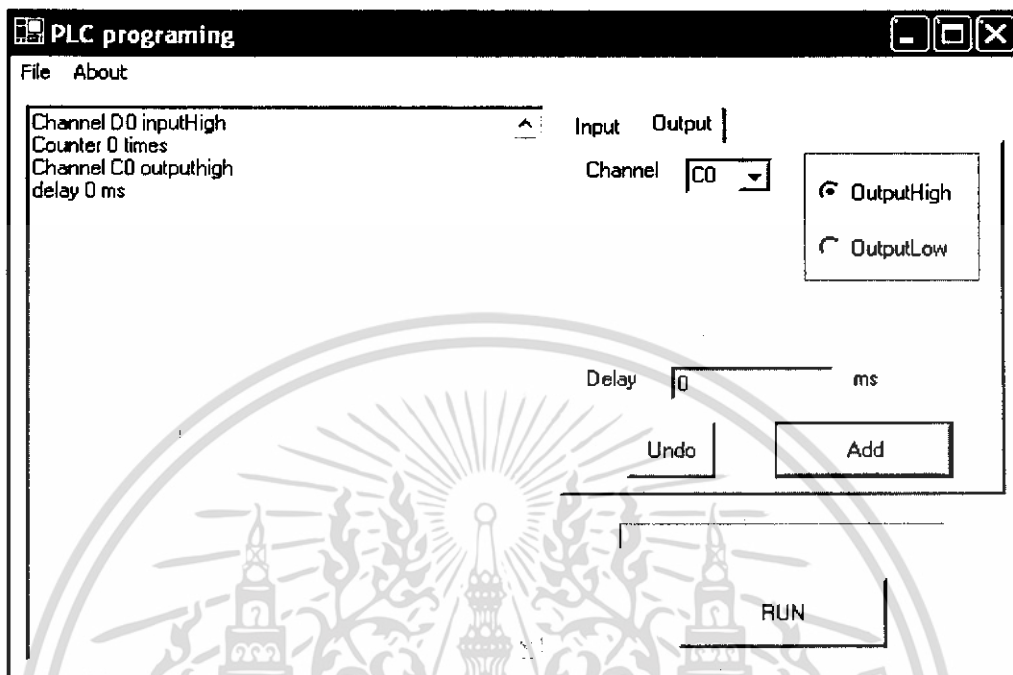 PLC programing
File About
Channel D0 inputHigh
Counter 0 times
Channel C0 outputhigh
delay 0 ms
Input Output
Channel C0
OutputHigh
OutputLow
Delay 0 ms
Undo Add
RUN